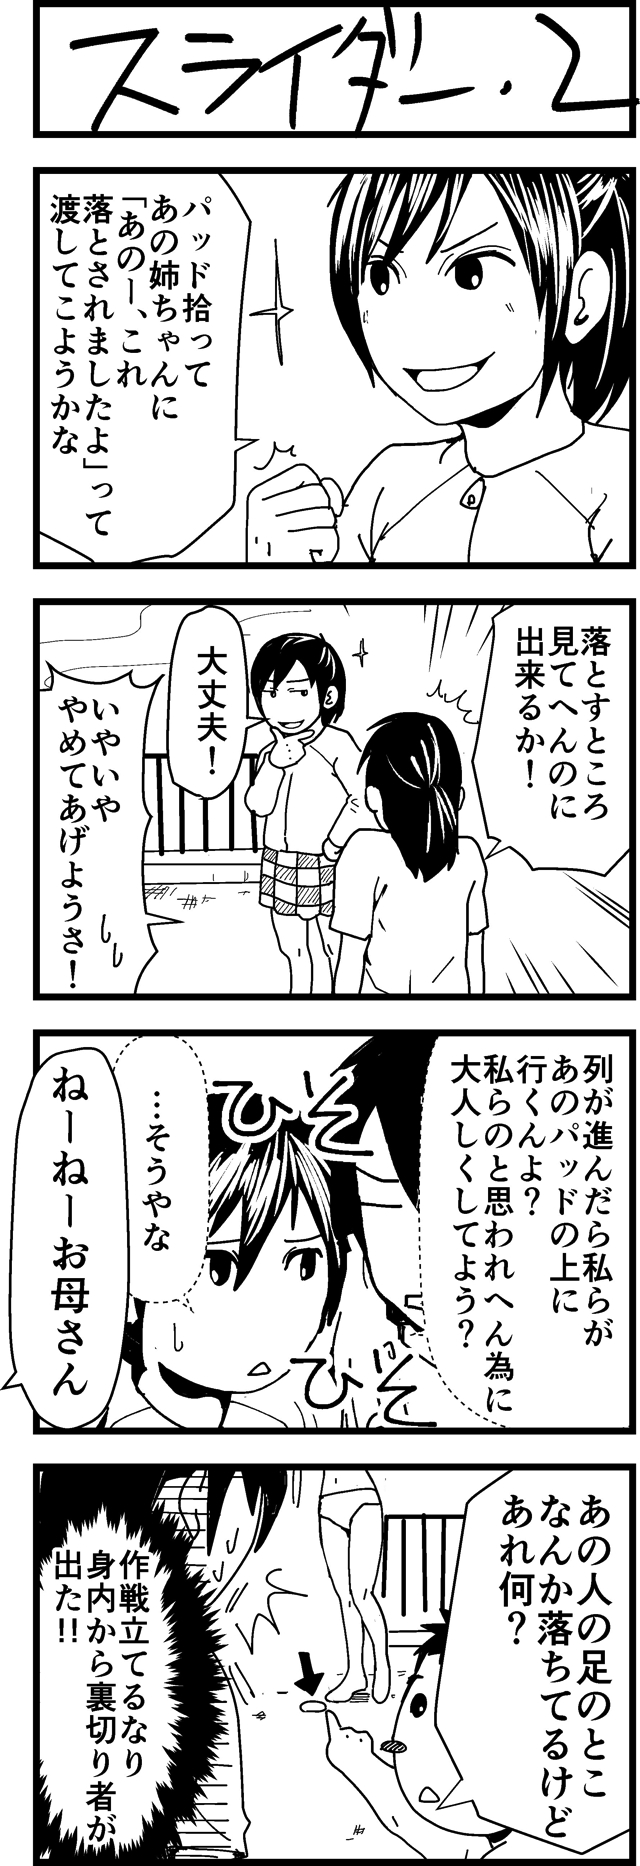 スライダー・2
パッド拾って
あの姉ちゃんに
「あのー、これ
落とされましたよ」って
渡してこようかな
落とすところ
見てへんのに
出来るか!
大丈夫!
いやいや
やめてあげようさ!
列が進んだら私らが
あのパッドの上に
行くんよ?
私らのと思われへん為に
大人しくしてよう?
ひそ
ひそ
…そうやな
ねーねーお母さん
あの人の足のとこ
なんか落ちてるけど
あれ何?
作戦立てるなり
身内から裏切り者が
出た!!